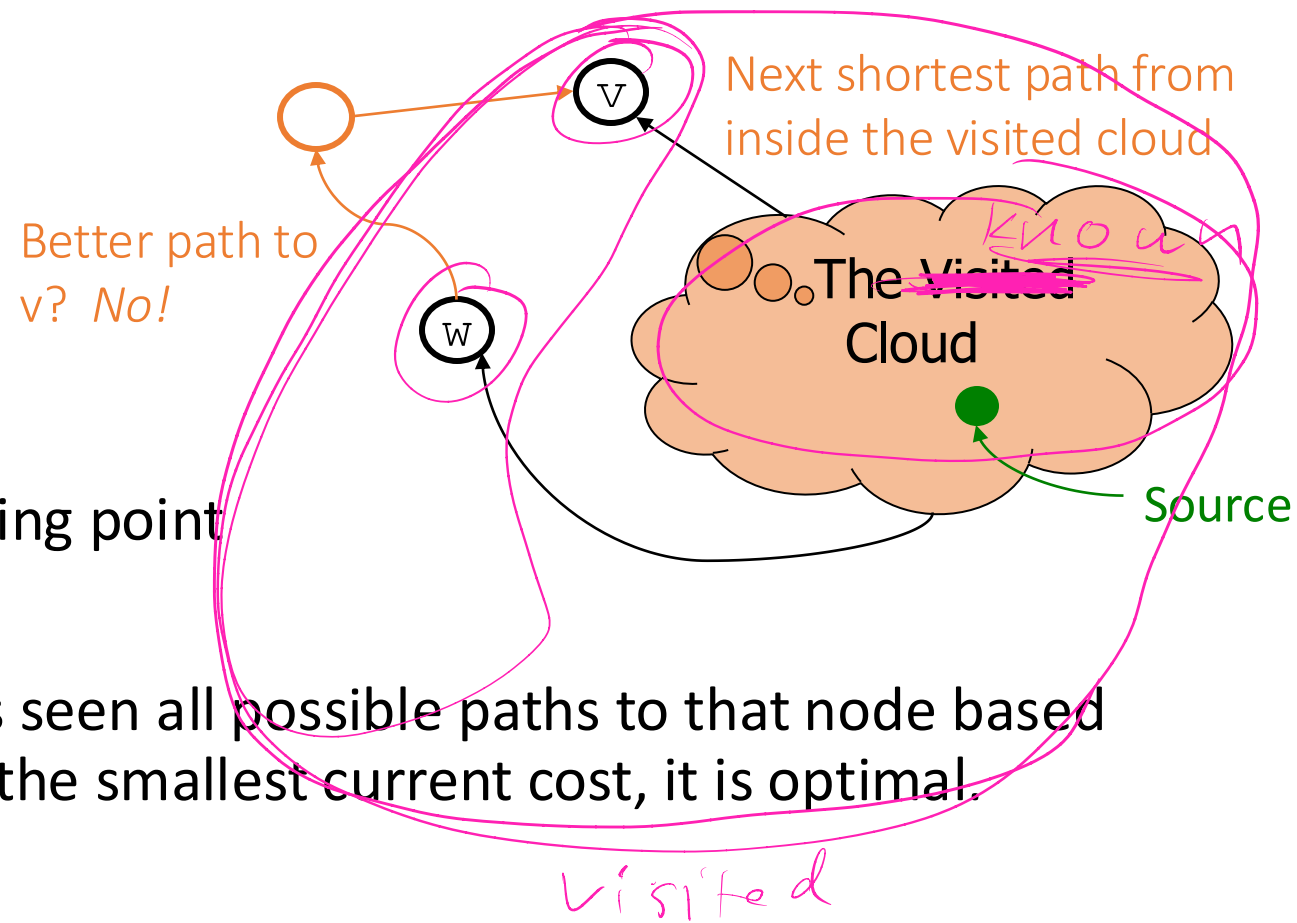 V
Next shortest path from
inside the visited cloud
known
Better path to
v? No!
The Visited
Cloud
w
Source
ing point
s seen all possible paths to that node based
the smallest current cost, it is optimal.
visited